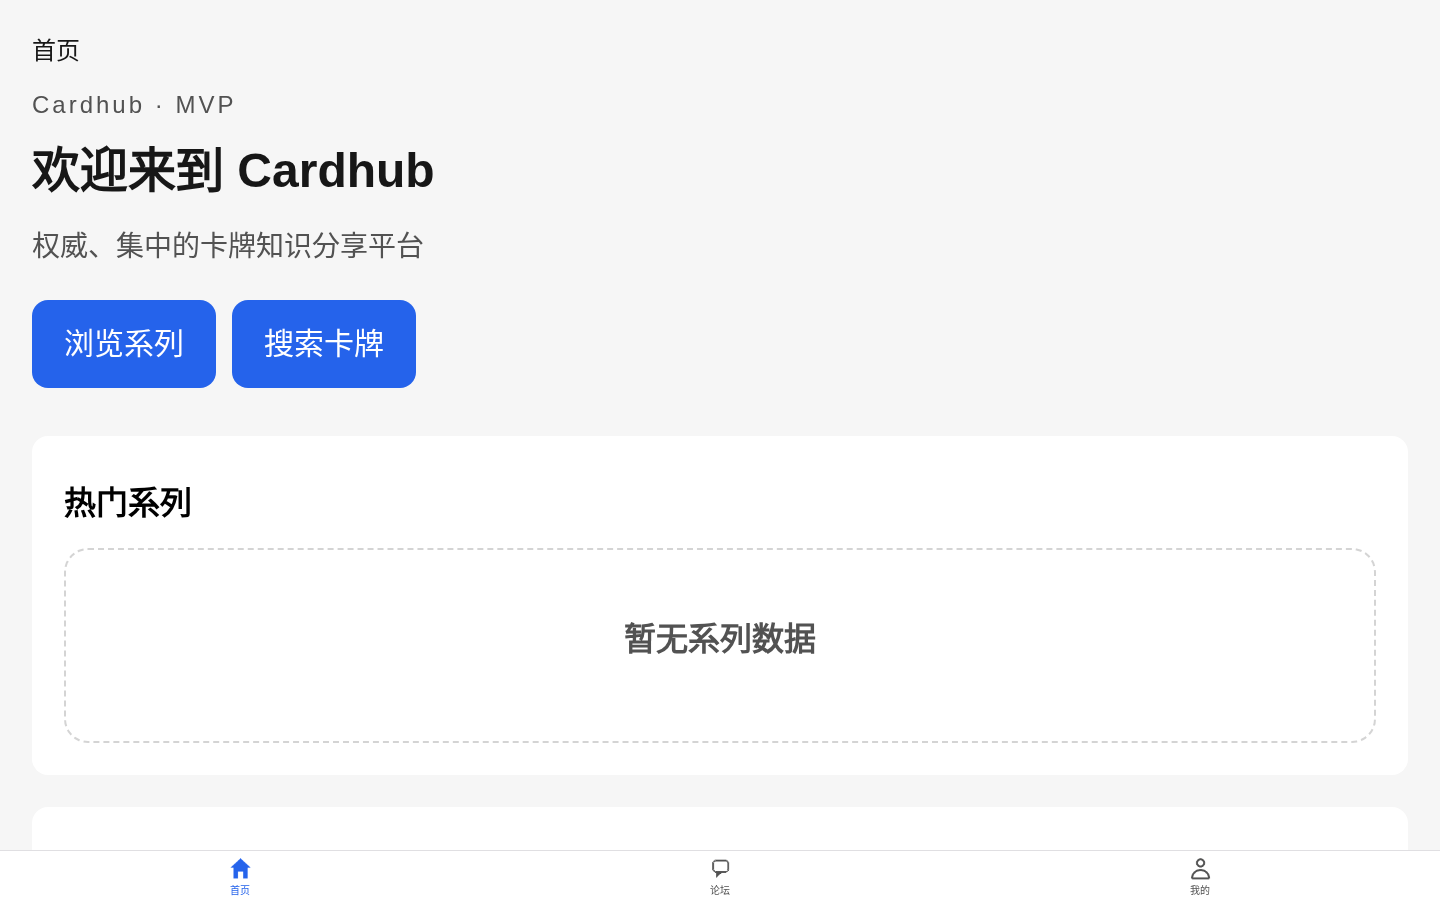 首页
Cardhub · MVP
欢迎来到 Cardhub
权威、集中的卡牌知识分享平台
浏览系列 搜索卡牌
热门系列
暂无系列数据
首页 论坛 我的